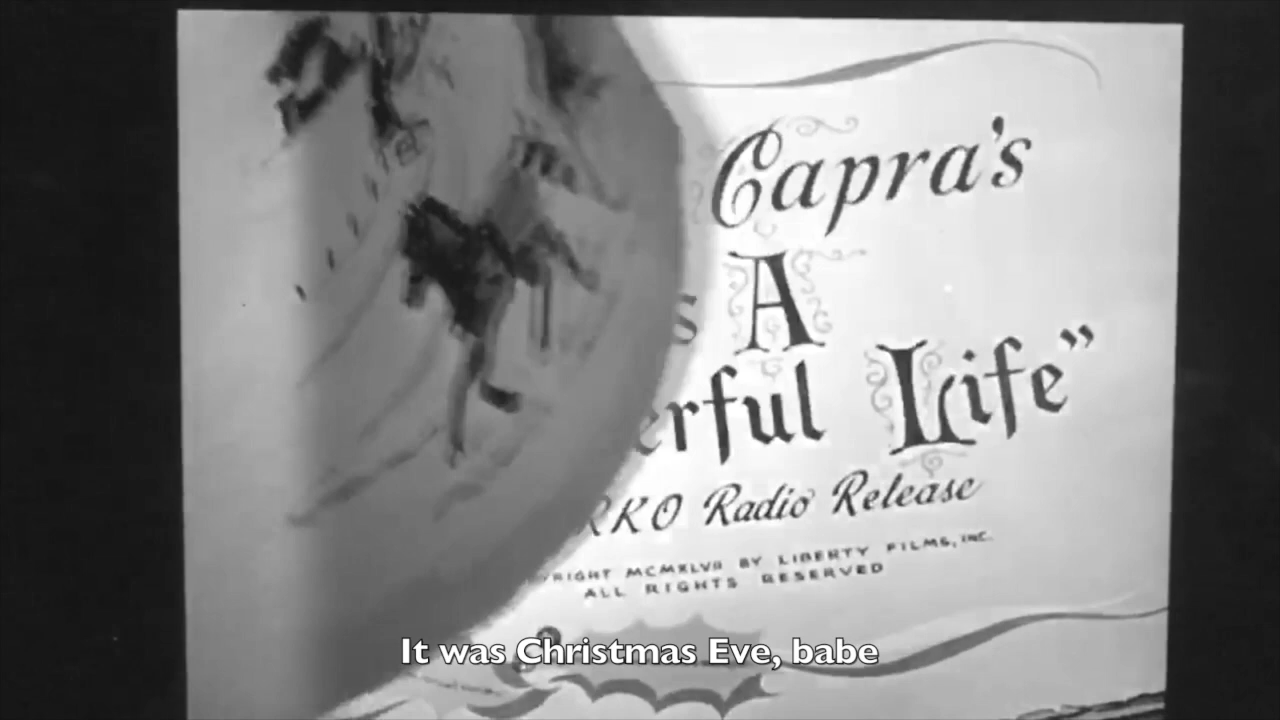 Capra's
s A
erful Life”
RKO Radio Release
YRIGHT MCMXLVII BY LIBERTY FILMS, INC.
ALL RIGHTS RESERVED
It was Christmas Eve, babe